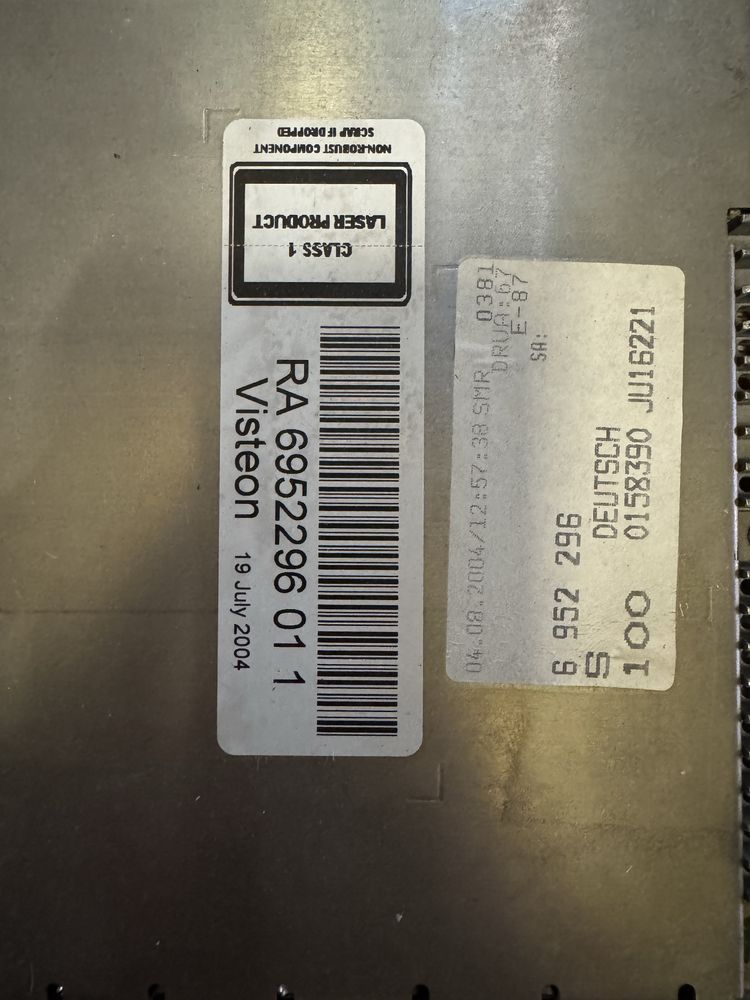 NON-ROBUST COMPONENT
SCRAP IF DROPPED
CLASS 1
LASER PRODUCT
RA 6952296 01 1
Visteon 19 July 2004
04.08.2004/12:57:38 SMR 0381
DRUA:67
E-87
SA:
6 952 296
S DEUTSCH
100 0158390 JU16221